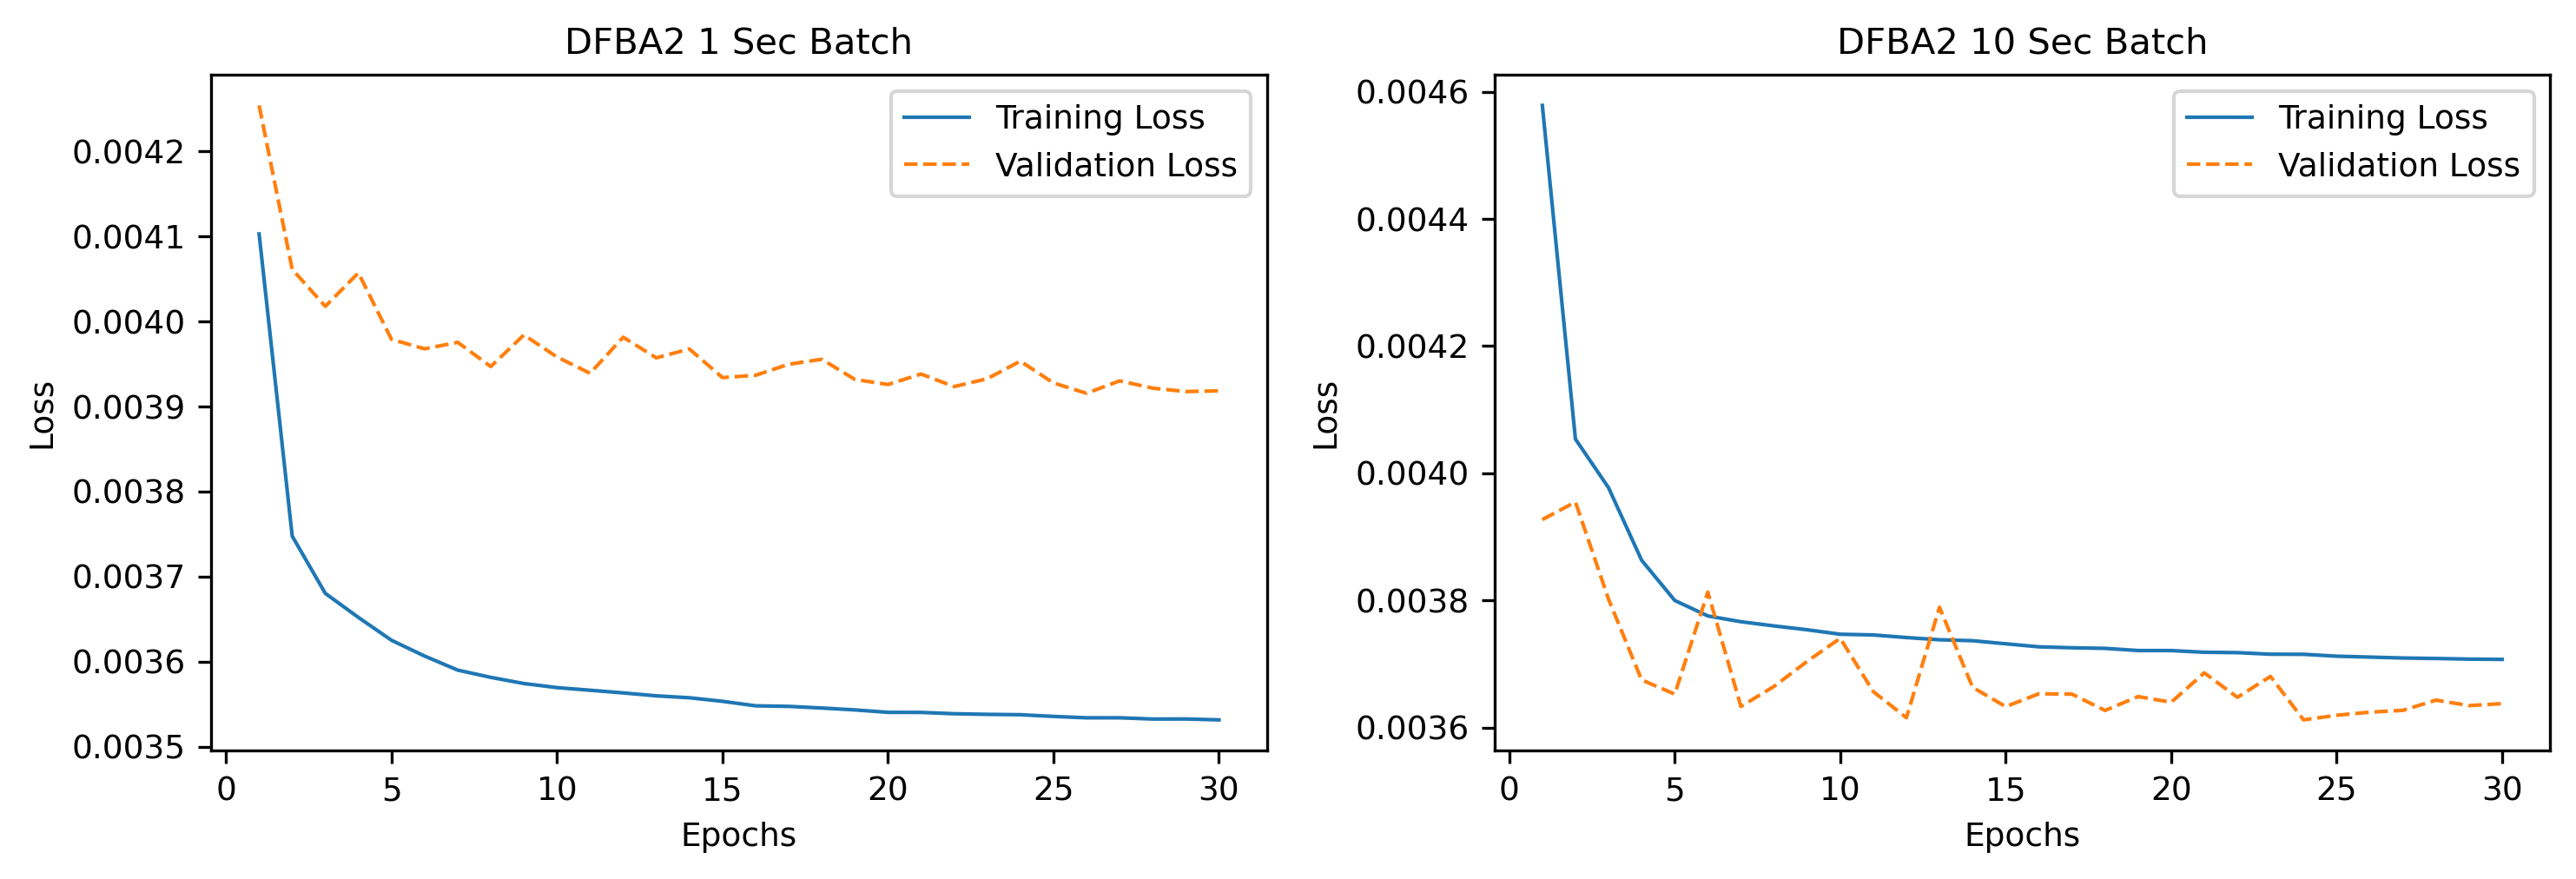 DFBA2 1 Sec Batch
Training Loss
Validation Loss
0.0042
0.0041
0.0040
0.0039
0.0038
0.0037
0.0036
0.0035
Loss
0 5 10 15 20 25 30
Epochs
DFBA2 10 Sec Batch
Training Loss
Validation Loss
0.0046
0.0044
0.0042
0.0040
0.0038
0.0036
Loss
0 5 10 15 20 25 30
Epochs